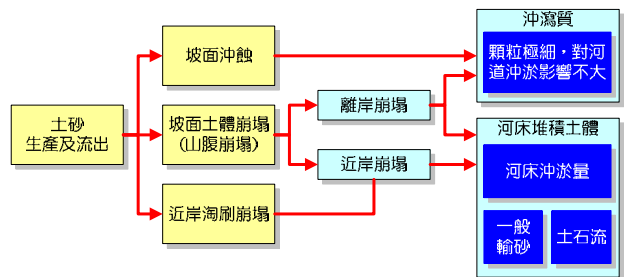 土砂
生產及流出
坡面沖蝕
坡面土體崩塌
(山腹崩塌)
近岸淘刷崩塌
離岸崩塌
近岸崩塌
沖瀉質
顆粒極細，對河
道沖淤影響不大
河床堆積土體
河床沖淤量
一般
輸砂
土石流